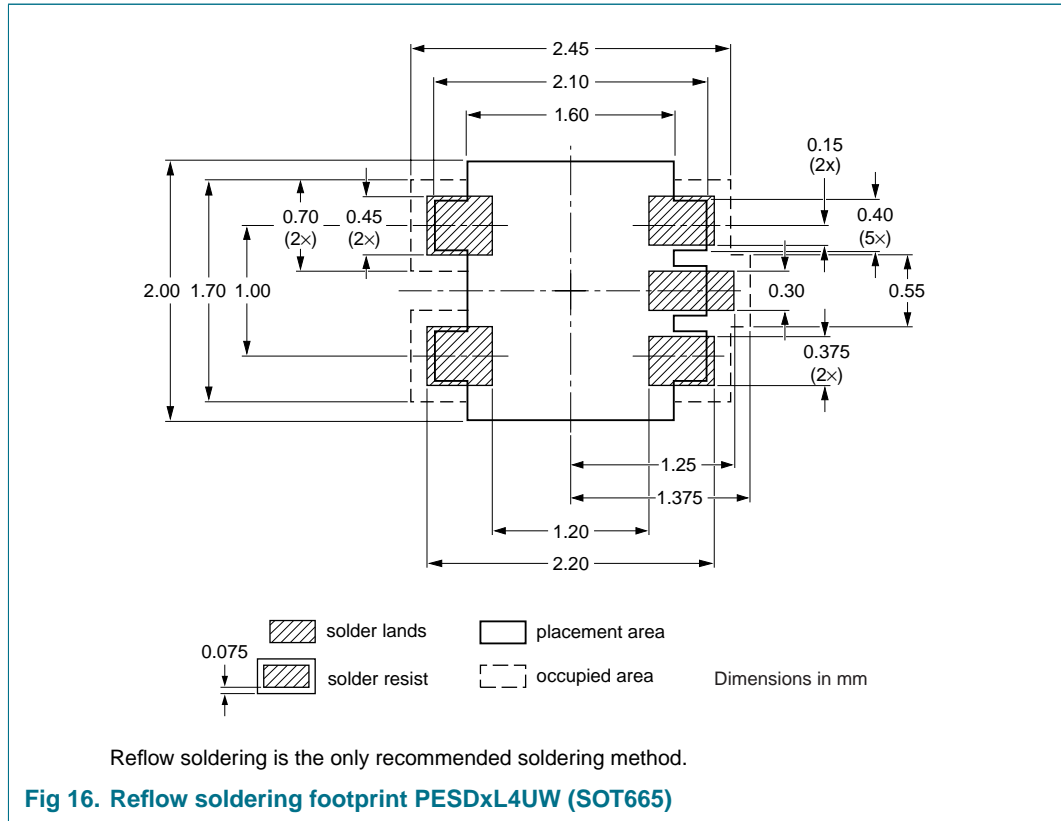 2.45
2.10
1.60
0.15
(2x)
0.70
(2×)
0.45
(2×)
0.40
(5×)
2.00
1.70
1.00
0.30
0.55
0.375
(2×)
1.25
1.375
1.20
2.20
solder lands
placement area
0.075
solder resist
occupied area
Dimensions in mm
Reflow soldering is the only recommended soldering method.
Fig 16. Reflow soldering footprint PESDxL4UW (SOT665)